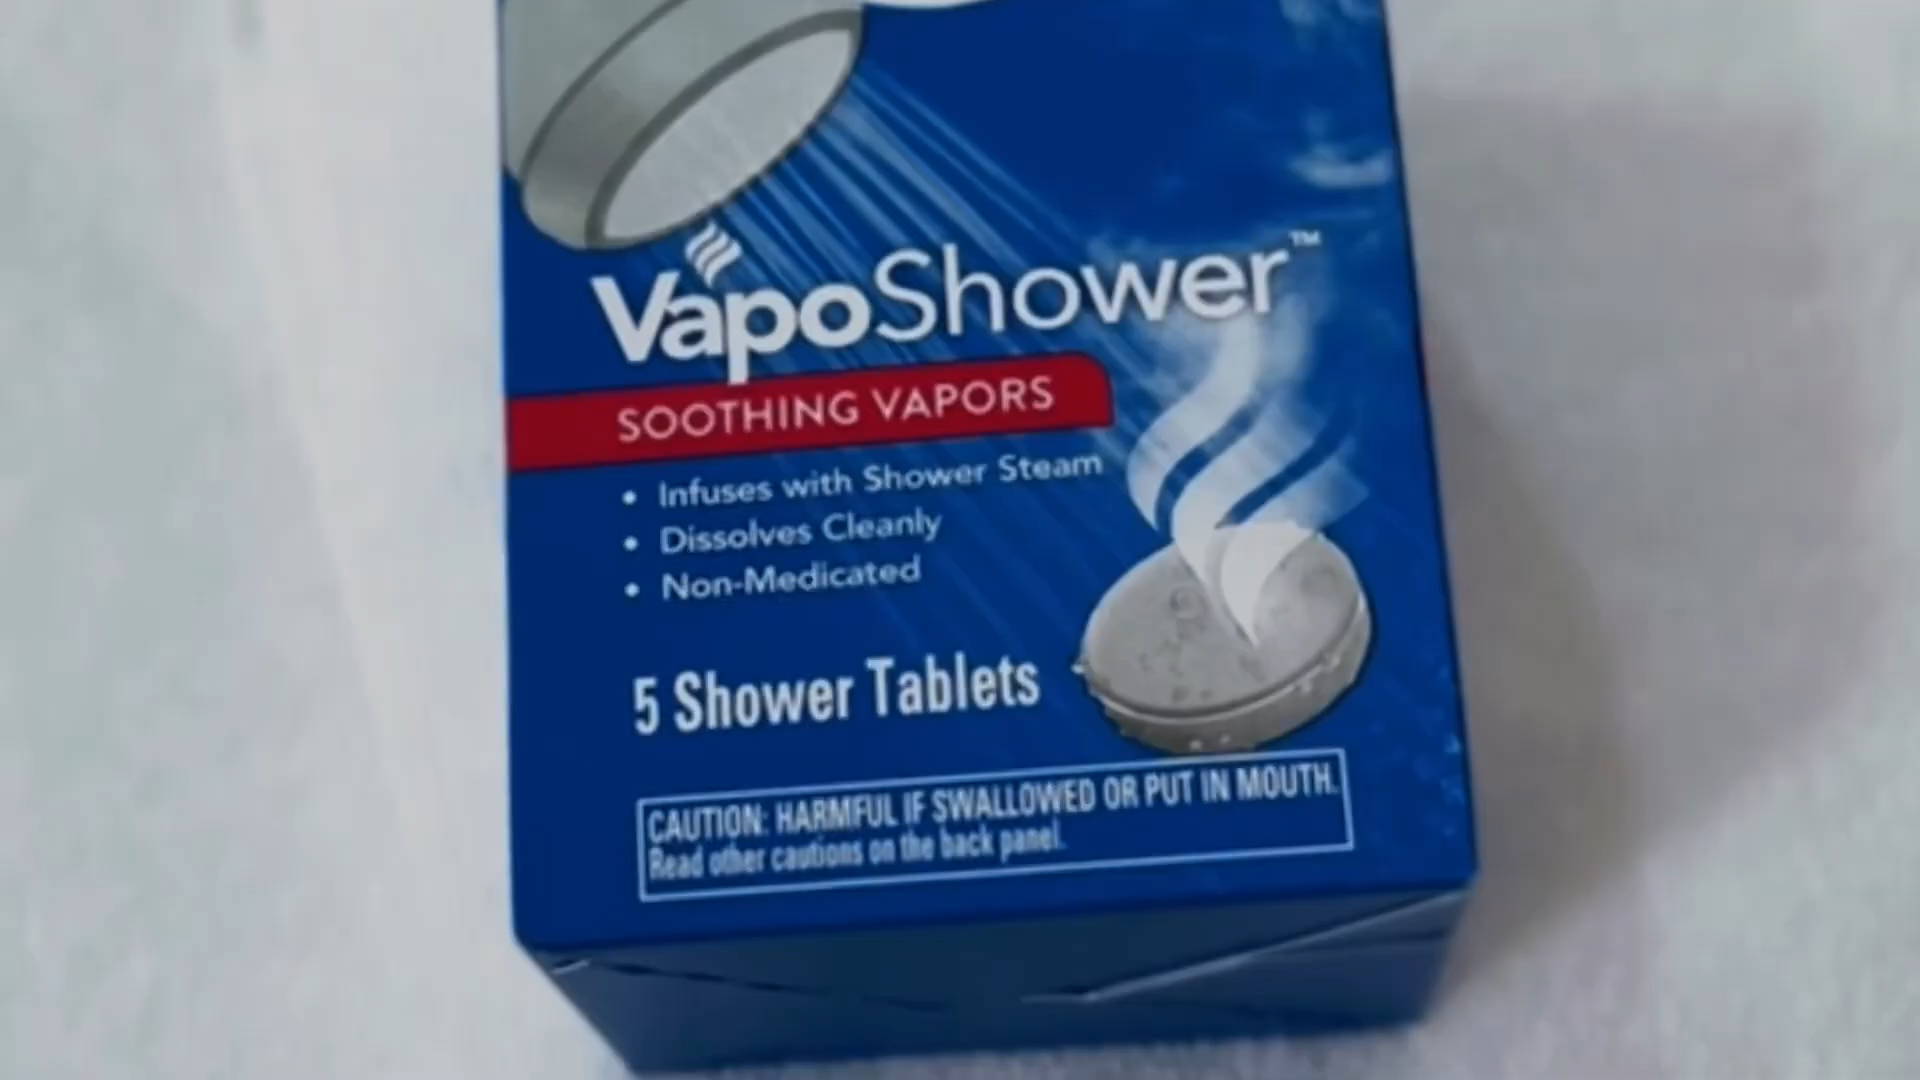 VapoShower™
SOOTHING VAPORS
• Infuses with Shower Steam
• Dissolves Cleanly
• Non-Medicated
5 Shower Tablets
CAUTION: HARMFUL IF SWALLOWED OR PUT IN MOUTH.
Read other cautions on the back panel.